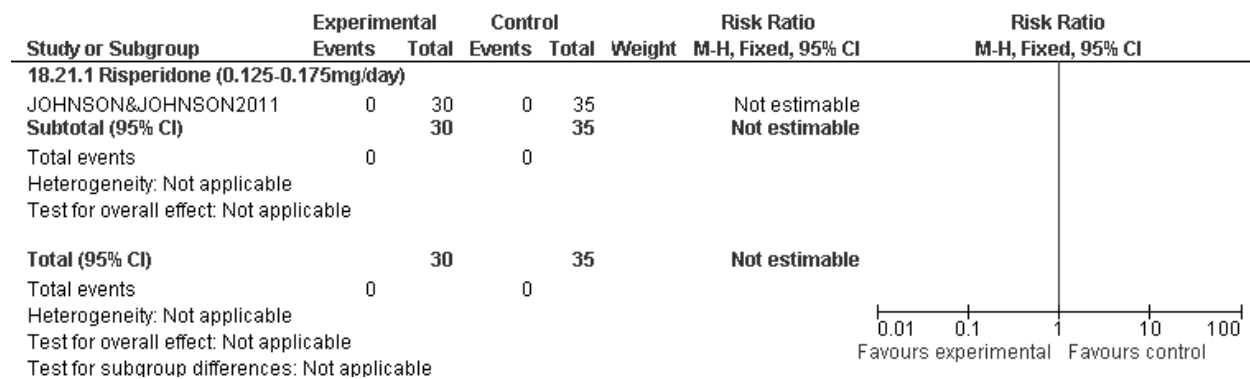 Experimental Control Risk Ratio Risk Ratio
Study or Subgroup Events Total Events Total Weight M-H, Fixed, 95% CI M-H, Fixed, 95% CI
18.21.1 Risperidone (0.125-0.175mg/day)
JOHNSON&JOHNSON2011 0 30 0 35 Not estimable
Subtotal (95% CI) 30 35 Not estimable
Total events 0 0
Heterogeneity: Not applicable
Test for overall effect: Not applicable
Total (95% CI) 30 35 Not estimable
Total events 0 0
Heterogeneity: Not applicable
Test for overall effect: Not applicable
Test for subgroup differences: Not applicable
0.01 0.1 1 10 100
Favours experimental Favours control